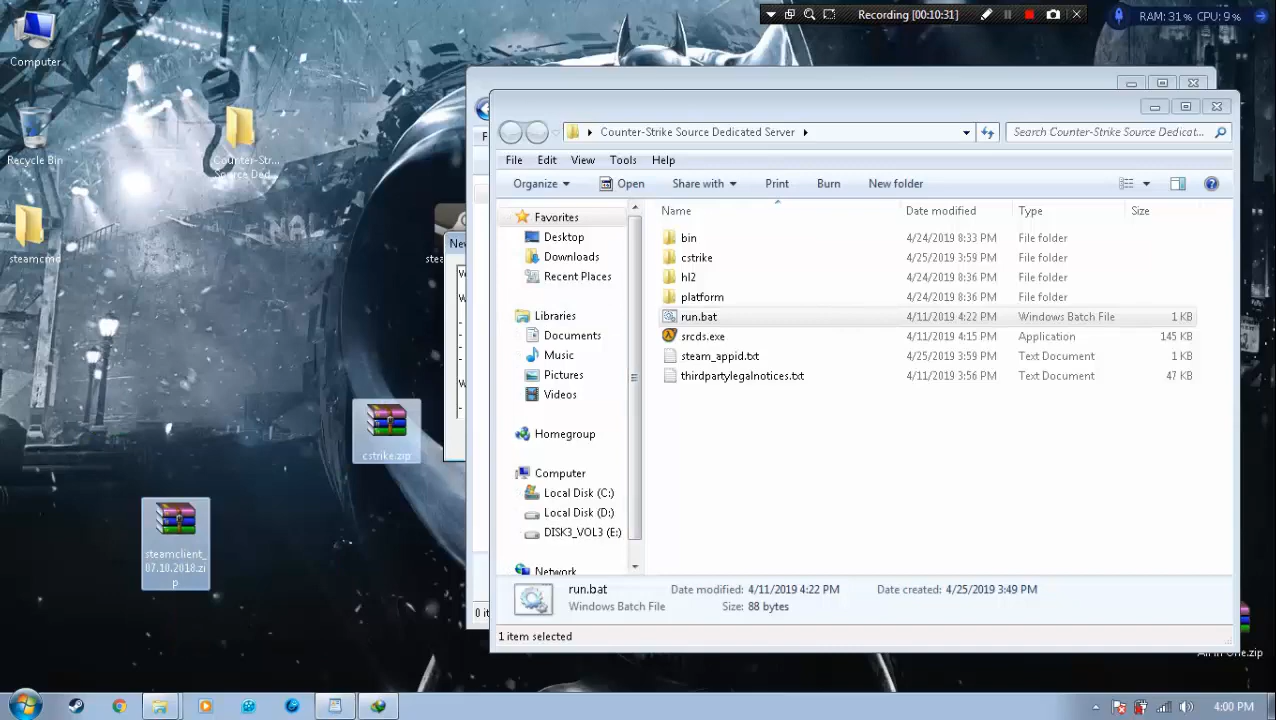 Recording [00:10:31]
RAM: 31 % CPU: 9 %
Computer
Recycle Bin
Counter-Str...
Source Ded...
steamcmd
cstrike.zip
steamclient_
07.10.2018.zi
p
Counter-Strike Source Dedicated Server
Search Counter-Strike Source Dedicat...
File Edit View Tools Help
Organize Open Share with Print Burn New folder
Favorites
Desktop
Downloads
Recent Places
Libraries
Documents
Music
Pictures
Videos
Homegroup
Computer
Local Disk (C:)
Local Disk (D:)
DISK3_VOL3 (E:)
Network
Name Date modified Type Size
bin 4/24/2019 8:33 PM File folder
cstrike 4/25/2019 3:59 PM File folder
hl2 4/24/2019 8:36 PM File folder
platform 4/24/2019 8:36 PM File folder
run.bat 4/11/2019 4:22 PM Windows Batch File 1 KB
srcds.exe 4/11/2019 4:15 PM Application 145 KB
steam_appid.txt 4/25/2019 3:59 PM Text Document 1 KB
thirdpartylegalnotices.txt 4/11/2019 3:56 PM Text Document 47 KB
run.bat Date modified: 4/11/2019 4:22 PM Date created: 4/25/2019 3:49 PM
Windows Batch File Size: 88 bytes
1 item selected
All In One.zip
4:00 PM